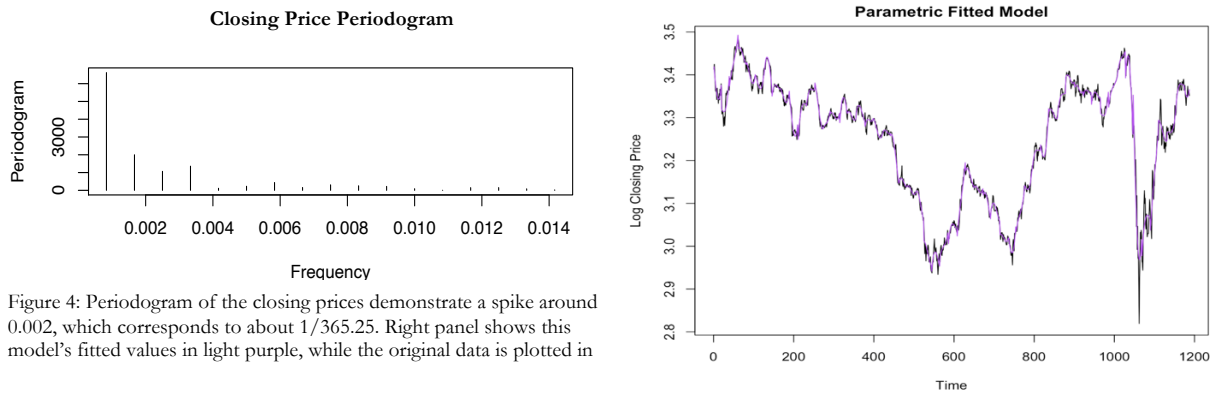 Closing Price Periodogram
Periodogram
3000
0
0.002 0.004 0.006 0.008 0.010 0.012 0.014
Frequency
Figure 4: Periodogram of the closing prices demonstrate a spike around
0.002, which corresponds to about 1/365.25. Right panel shows this
model's fitted values in light purple, while the original data is plotted in
Parametric Fitted Model
Log Closing Price
3.5
3.4
3.3
3.2
3.1
3.0
2.9
2.8
0 200 400 600 800 1000 1200
Time